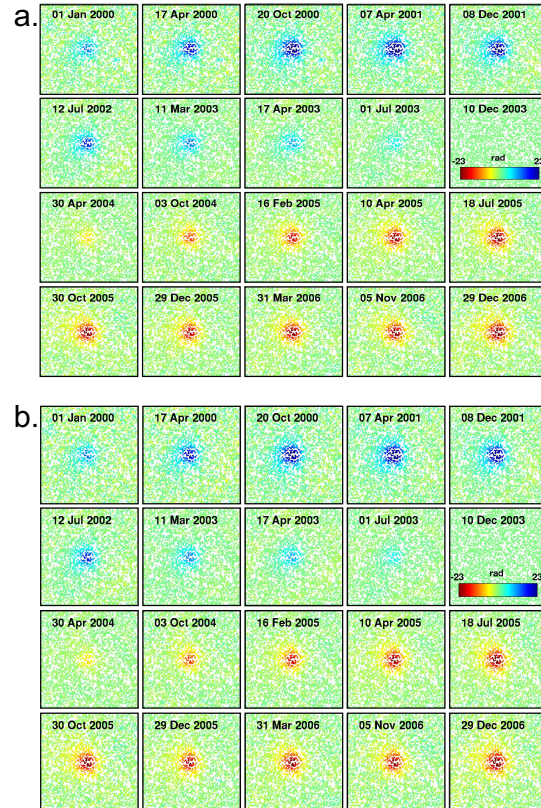 a.
01 Jan 2000 17 Apr 2000 20 Oct 2000 07 Apr 2001 08 Dec 2001
12 Jul 2002 11 Mar 2003 17 Apr 2003 01 Jul 2003 10 Dec 2003
rad
-23 23
30 Apr 2004 03 Oct 2004 16 Feb 2005 10 Apr 2005 18 Jul 2005
30 Oct 2005 29 Dec 2005 31 Mar 2006 05 Nov 2006 29 Dec 2006
b.
01 Jan 2000 17 Apr 2000 20 Oct 2000 07 Apr 2001 08 Dec 2001
12 Jul 2002 11 Mar 2003 17 Apr 2003 01 Jul 2003 10 Dec 2003
rad
-23 23
30 Apr 2004 03 Oct 2004 16 Feb 2005 10 Apr 2005 18 Jul 2005
30 Oct 2005 29 Dec 2005 31 Mar 2006 05 Nov 2006 29 Dec 2006